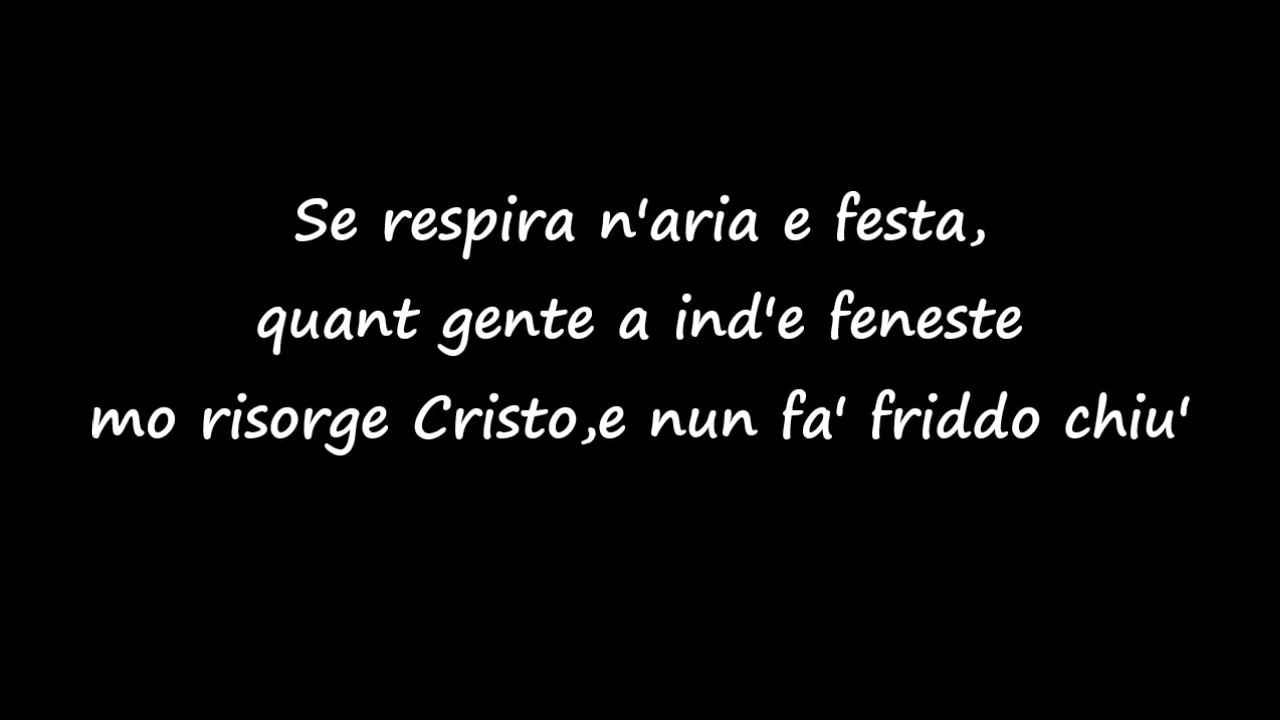 Se respira n'aria e festa,
quant gente a ind'e feneste
mo risorge Cristo,e nun fa' friddo chiu'